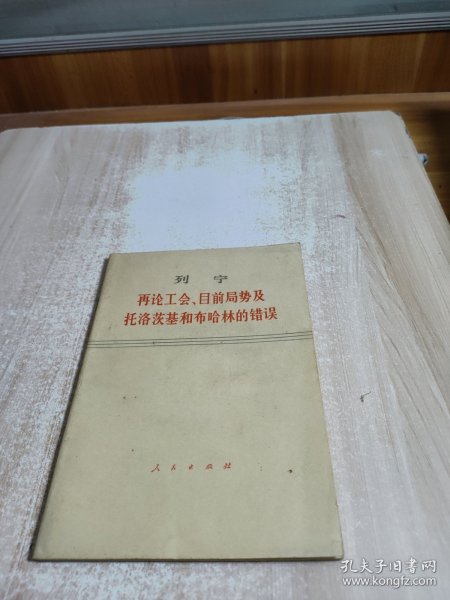 列 宁
再论工会、目前局势及
托洛茨基和布哈林的错误
人民出版社
孔夫子旧书网
www.kongfz.com